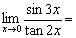 lim x→0 sin 3x / tan 2x =